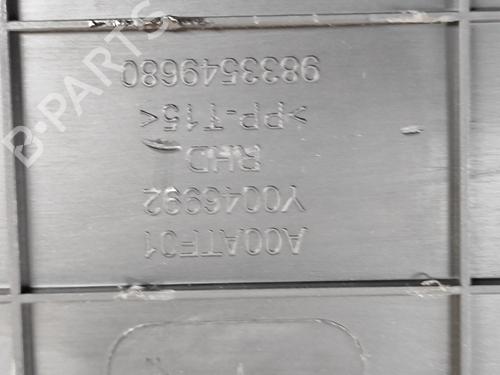 A00ATF01
Y0046992
RHD
>PP-T15<
9833549680
B-PARTS